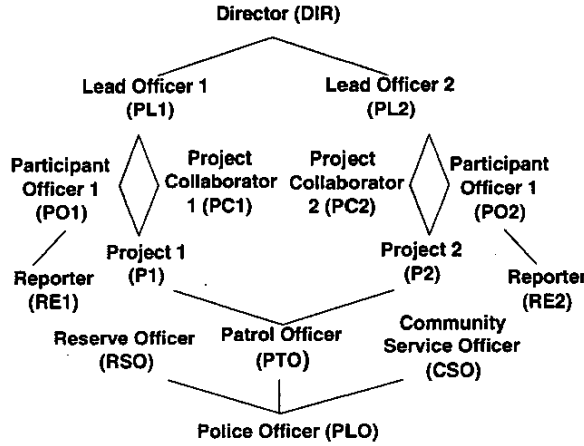 Director (DIR)
Lead Officer 1
(PL1)
Lead Officer 2
(PL2)
Participant
Officer 1
(PO1)
Project
Collaborator
1 (PC1)
Project
Collaborator
2 (PC2)
Participant
Officer 1
(PO2)
Reporter
(RE1)
Project 1
(P1)
Project 2
(P2)
Reporter
(RE2)
Reserve Officer
(RSO)
Patrol Officer
(PTO)
Community
Service Officer
(CSO)
Police Officer (PLO)